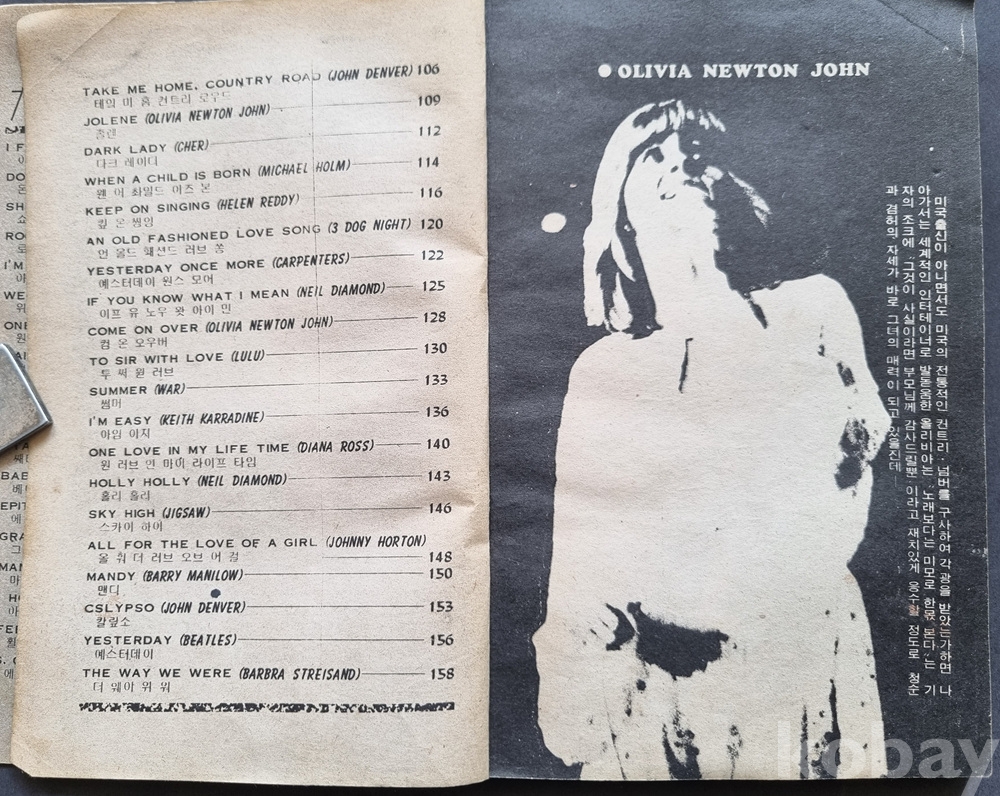 TAKE ME HOME, COUNTRY ROAD (JOHN DENVER) 106
테잌 미 홈 컨트리 로우드
JOLENE (OLIVIA NEWTON JOHN) 109
DARK LADY (CHER) 112
다크 레이디
WHEN A CHILD IS BORN (MICHAEL HOLM) 114
웬 어 촤일드 이즈 본
KEEP ON SINGING (HELEN REDDY) 116
킾 온 씽잉
AN OLD FASHIONED LOVE SONG (3 DOG NIGHT) 120
언 올드 홰션드 러브 쏭
YESTERDAY ONCE MORE (CARPENTERS) 122
예스터데이 원스 모어
IF YOU KNOW WHAT I MEAN (NEIL DIAMOND) 125
이프 유 노우 왓 아이 민
COME ON OVER (OLIVIA NEWTON JOHN) 128
컴 온 오우버
TO SIR WITH LOVE (LULU) 130
투 써 윋 러브
SUMMER (WAR) 133
썸머
I'M EASY (KEITH KARRADINE) 136
아임 이지
ONE LOVE IN MY LIFE TIME (DIANA ROSS) 140
원 러브 인 마이 라이프 타임
HOLLY HOLLY (NEIL DIAMOND) 143
홀리 홀리
SKY HIGH (JIGSAW) 146
스카이 하이
ALL FOR THE LOVE OF A GIRL (JOHNNY HORTON)
올 훠 더 러브 오브 어 걸 148
MANDY (BARRY MANILOW) 150
맨디
CSLYPSO (JOHN DENVER) 153
칼맆소
YESTERDAY (BEATLES) 156
예스터데이
THE WAY WE WERE (BARBRA STREISAND) 158
더 웨이 위 워
●OLIVIA NEWTON JOHN
미국출신이 아니면서도 미국의 전통적인 컨트리·넘버를 구사하여 각광을 받았는가하면 나
아가서는 세계적인 인터테이너로 발돋움한 올리비아는, "노래보다는 미모로 한몫 본다"는 기
자의 조크에 "그것이 사실이라면 부모님께 감사드릴뿐"이라고 재치있게 응수할 정도로 청순
과 겸허의 자세가 바로 그녀의 매력이 되고 있을진데—
kobay